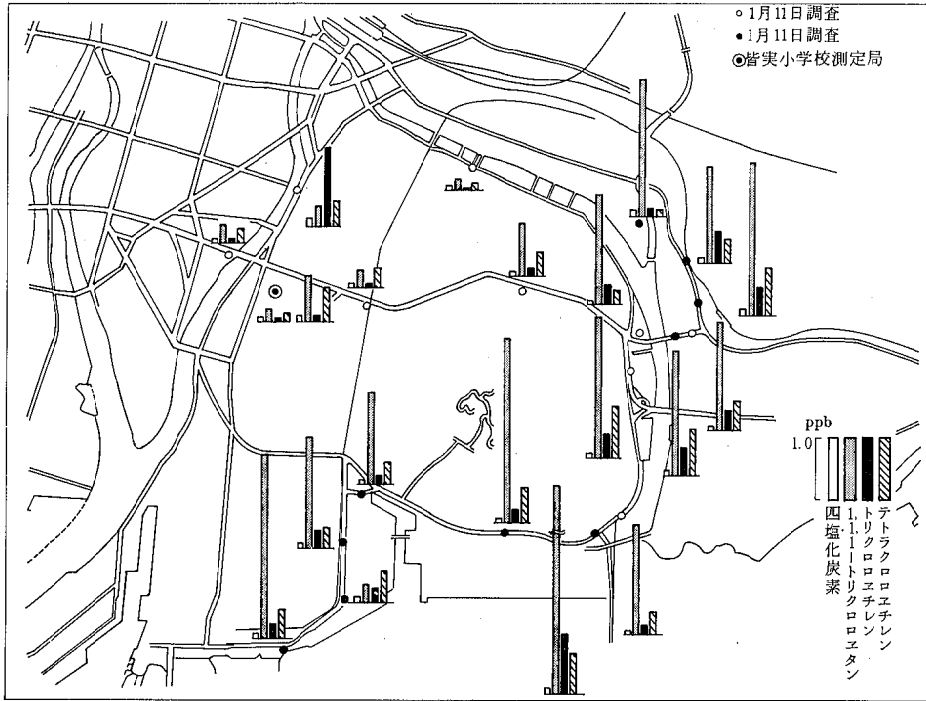 ○1月11日調査
●1月11日調査
◉皆実小学校測定局
ppb
1.0
四塩化炭素
1,1,1-トリクロロエタン
トリクロロエチレン
テトラクロロエチレン